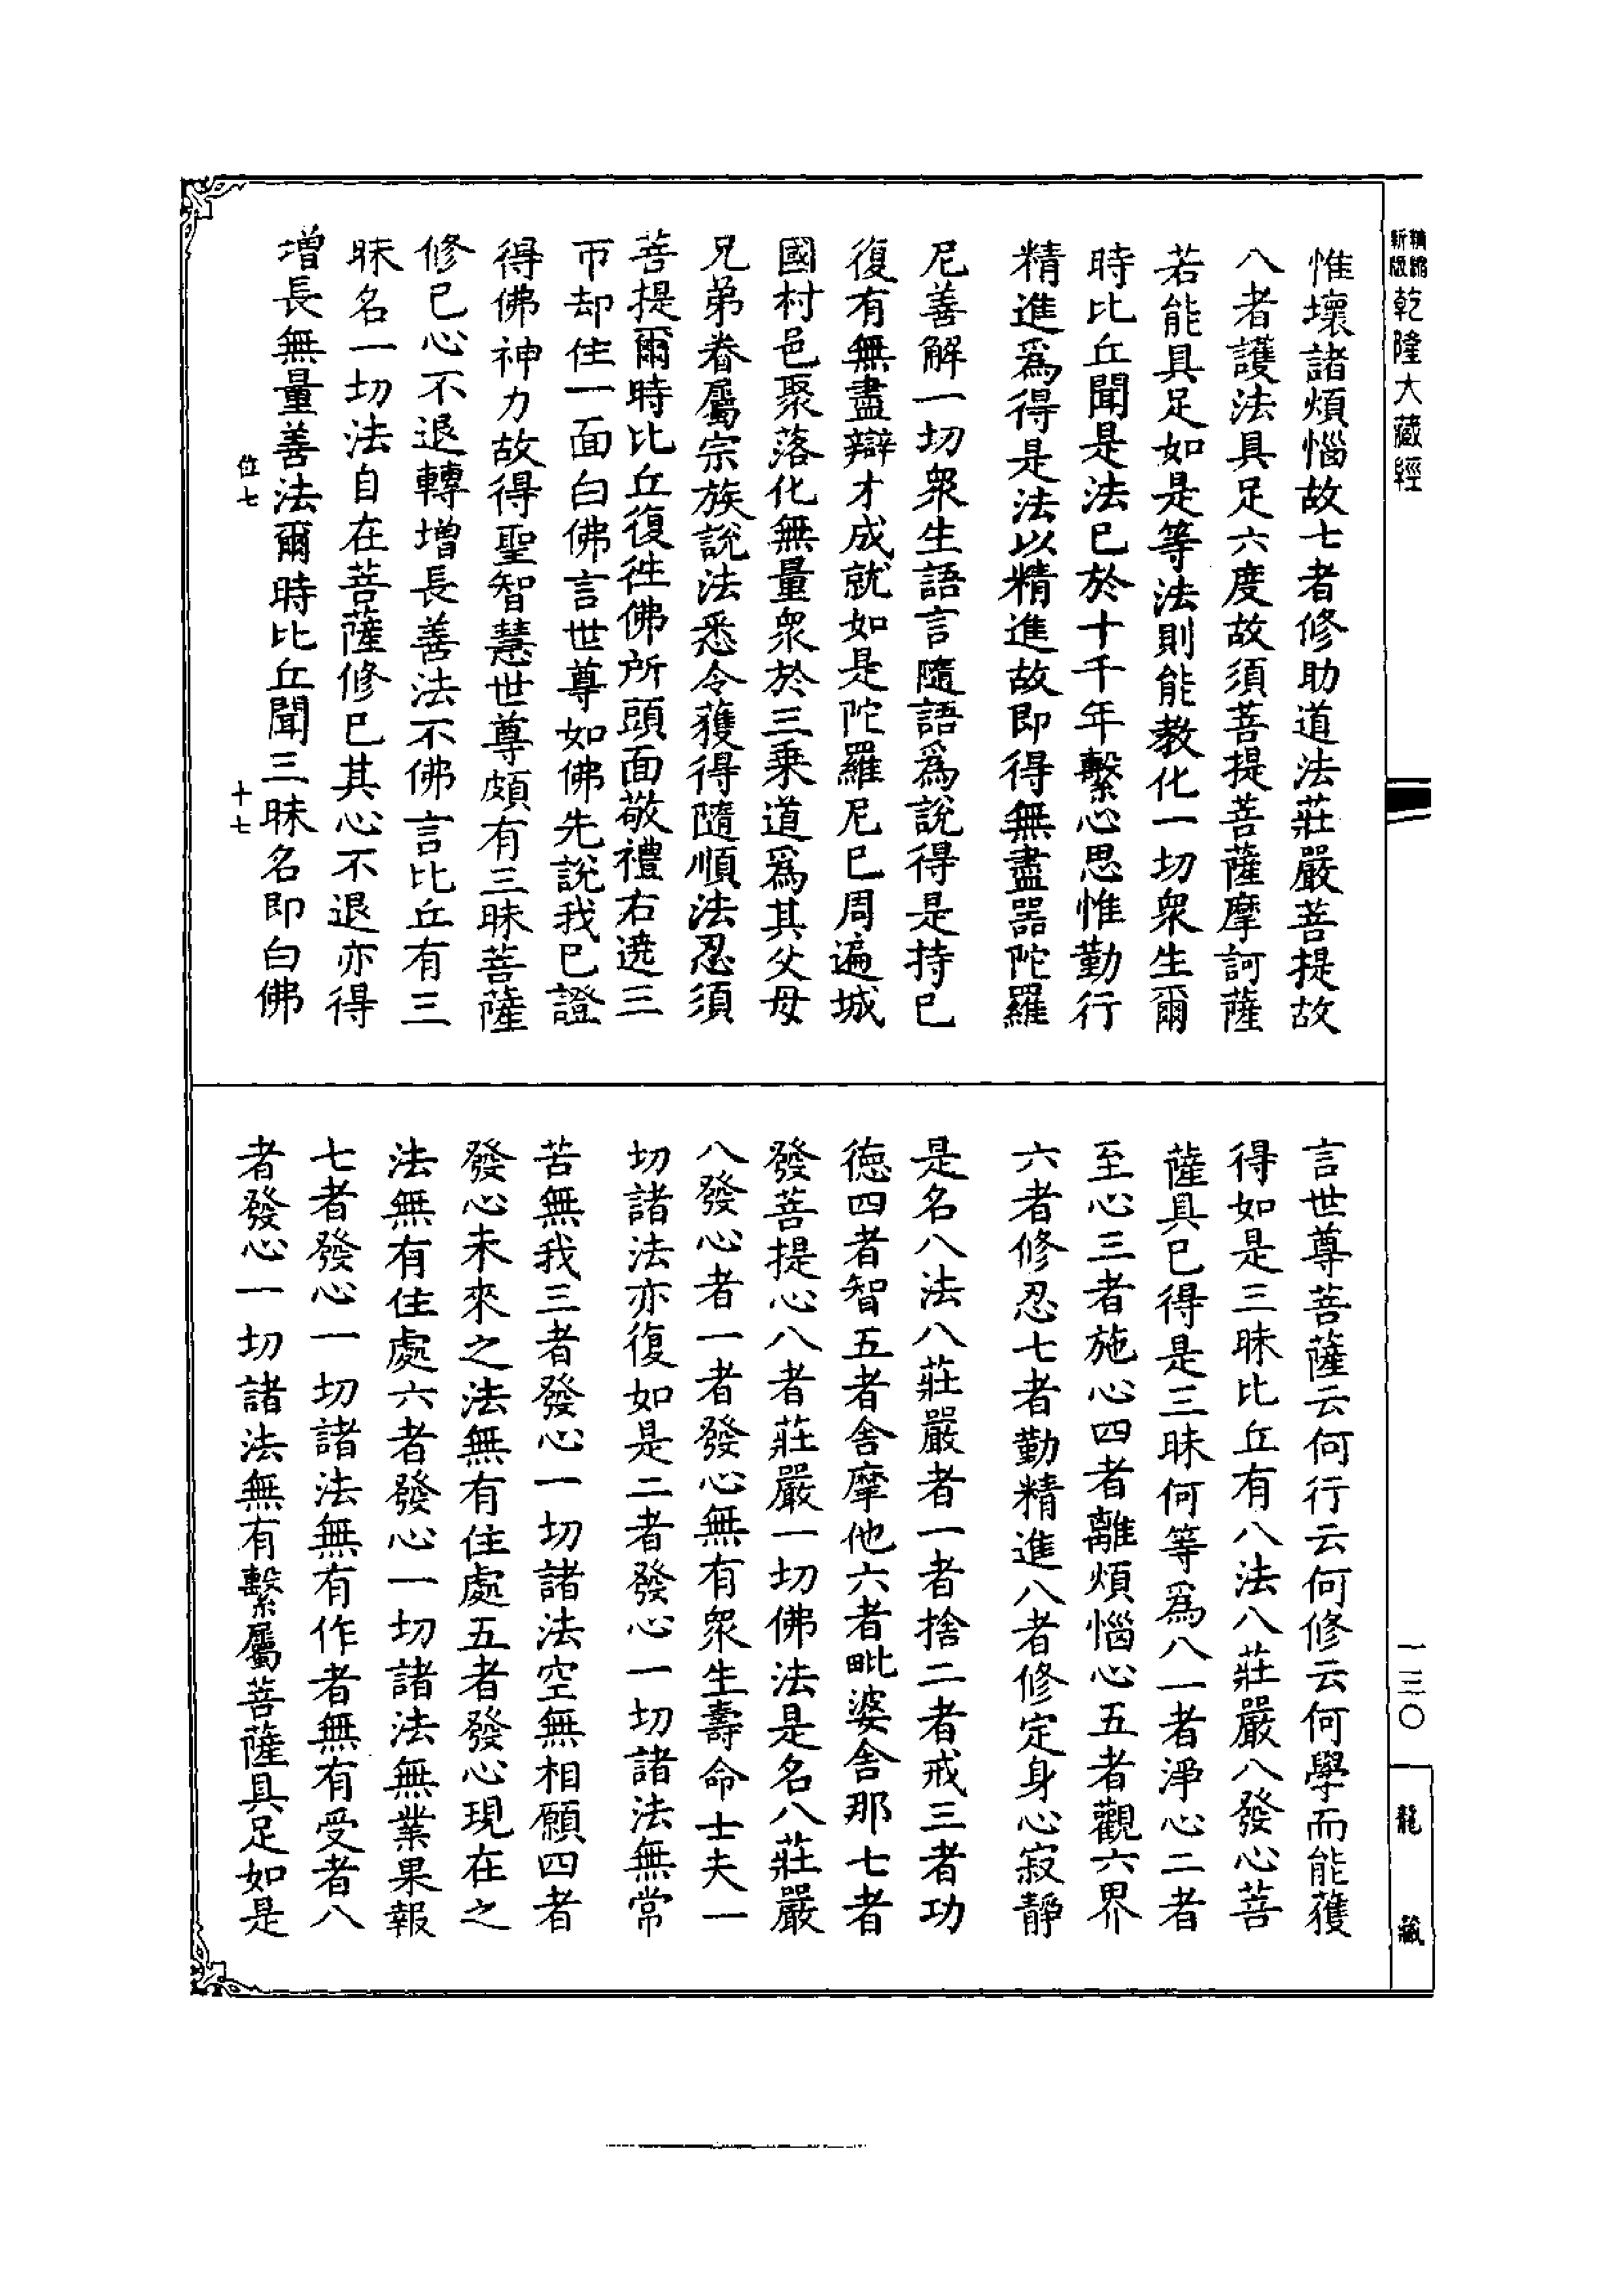 精縮新版乾隆大藏經
惟壞諸煩惱故七者修助道法莊嚴菩提故
八者護法具足六度故須菩提菩薩摩訶薩
若能具足如是等法則能教化一切衆生爾
時比丘聞是法已於十千年繫心思惟勤行
精進爲得是法以精進故即得無盡器陀羅
尼善解一切衆生語言隨語爲說得是持已
復有無盡辯才成就如是陀羅尼已周遍城
國村邑聚落化無量衆於三乘道爲其父母
兄弟眷屬宗族說法悉令獲得隨順法忍須
菩提爾時比丘復徃佛所頭面敬禮右遶三
帀却住一面白佛言世尊如佛先說我已證
得佛神力故得聖智慧世尊頗有三昧菩薩
修已心不退轉增長善法不佛言比丘有三
昧名一切法自在菩薩修已其心不退亦得
增長無量善法爾時比丘聞三昧名即白佛
位七
十七
言世尊菩薩云何行云何修云何學而能獲
得如是三昧比丘有八法八莊嚴八發心菩
薩具已得是三昧何等爲八一者淨心二者
至心三者施心四者離煩惱心五者觀六界
六者修忍七者勤精進八者修定身心寂靜
是名八法八莊嚴者一者捨二者戒三者功
德四者智五者舍摩他六者毗婆舍那七者
發菩提心八者莊嚴一切佛法是名八莊嚴
八發心者一者發心無有衆生壽命士夫一
切諸法亦復如是二者發心一切諸法無常
苦無我三者發心一切諸法空無相願四者
發心未來之法無有住處五者發心現在之
法無有住處六者發心一切諸法無業果報
七者發心一切諸法無有作者無有受者八
者發心一切諸法無有繫屬菩薩具足如是
一三〇
龍藏